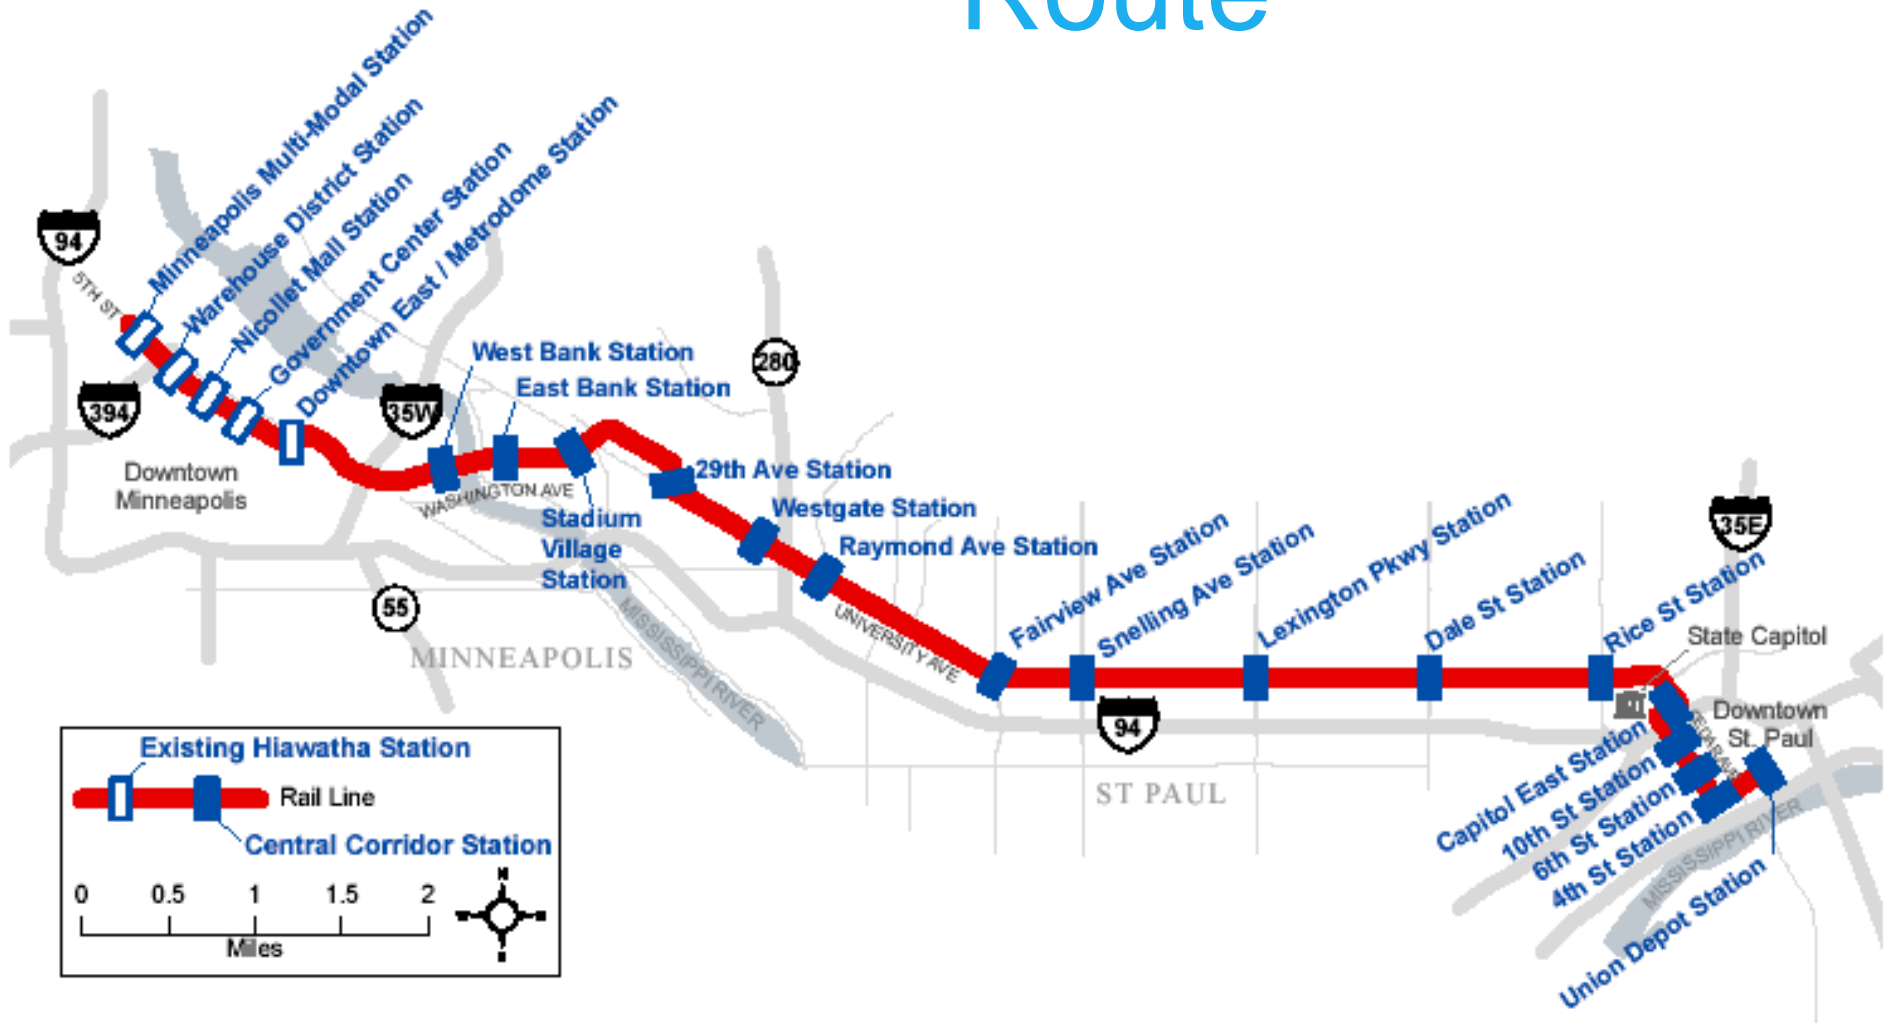 Route
Minneapolis Multi-Modal Station
Warehouse District Station
Nicollet Mall Station
Government Center Station
Downtown East / Metrodome Station
94
5TH ST
394
35W
Downtown
Minneapolis
West Bank Station
East Bank Station
280
WASHINGTON AVE
Stadium
Village
Station
29th Ave Station
Westgate Station
Raymond Ave Station
55
MINNEAPOLIS
MISSISSIPPI RIVER
UNIVERSITY AVE
Fairview Ave Station
Snelling Ave Station
Lexington Pkwy Station
Dale St Station
Rice St Station
35E
State Capitol
94
ST PAUL
Downtown
St. Paul
Capitol East Station
10th St Station
6th St Station
4th St Station
Union Depot Station
MISSISSIPPI RIVER
Existing Hiawatha Station
Rail Line
Central Corridor Station
0 0.5 1 1.5 2
Miles
N